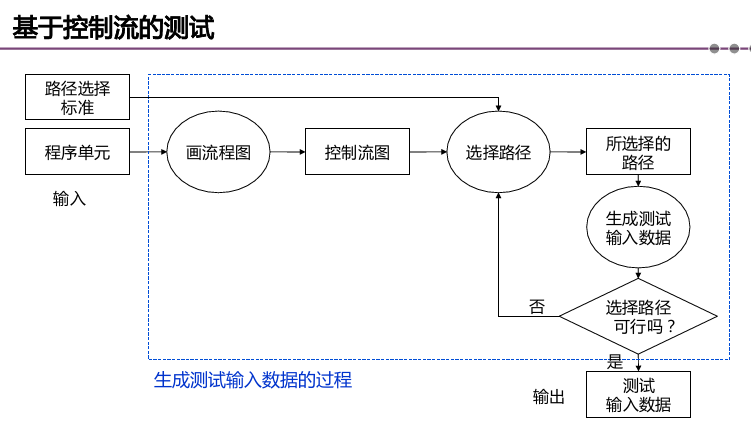 基于控制流的测试
路径选择
标准
程序单元
输入
画流程图
控制流图
选择路径
所选择的
路径
生成测试
输入数据
选择路径
可行吗？
否
是
生成测试输入数据的过程
输出
测试
输入数据